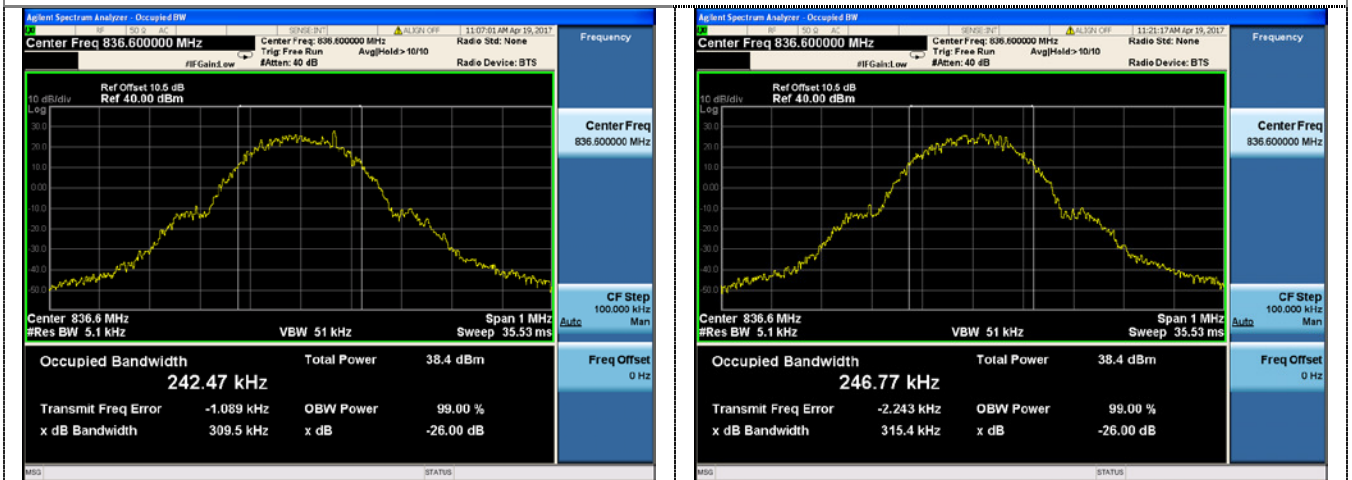 Agilent Spectrum Analyzer - Occupied BW
RF 50 Ω AC SENSE:INT ALIGN OFF 11:07:01 AM Apr 19, 2017
Center Freq 836.600000 MHz
Center Freq: 836.600000 MHz
Radio Std: None
Trig: Free Run Avg|Hold:> 10/10
#IFGain:Low #Atten: 40 dB
Radio Device: BTS
Frequency
Ref Offset 10.5 dB
10 dB/div Ref 40.00 dBm
Log
30.0
20.0
10.0
0.00
-10.0
-20.0
-30.0
-40.0
-50.0
Center 836.6 MHz Span 1 MHz
#Res BW 5.1 kHz VBW 51 kHz Sweep 35.53 ms
Center Freq
836.600000 MHz
CF Step
100.000 kHz
Auto Man
Freq Offset
0 Hz
Occupied Bandwidth Total Power 38.4 dBm
242.47 kHz
Transmit Freq Error -1.089 kHz OBW Power 99.00 %
x dB Bandwidth 309.5 kHz x dB -26.00 dB
MSG STATUS
Agilent Spectrum Analyzer - Occupied BW
RF 50 Ω AC SENSE:INT ALIGN OFF 11:21:17 AM Apr 19, 2017
Center Freq 836.600000 MHz
Center Freq: 836.600000 MHz
Radio Std: None
Trig: Free Run Avg|Hold:> 10/10
#IFGain:Low #Atten: 40 dB
Radio Device: BTS
Frequency
Ref Offset 10.5 dB
10 dB/div Ref 40.00 dBm
Log
30.0
20.0
10.0
0.00
-10.0
-20.0
-30.0
-40.0
-50.0
Center 836.6 MHz Span 1 MHz
#Res BW 5.1 kHz VBW 51 kHz Sweep 35.53 ms
Center Freq
836.600000 MHz
CF Step
100.000 kHz
Auto Man
Freq Offset
0 Hz
Occupied Bandwidth Total Power 38.4 dBm
246.77 kHz
Transmit Freq Error -2.243 kHz OBW Power 99.00 %
x dB Bandwidth 315.4 kHz x dB -26.00 dB
MSG STATUS